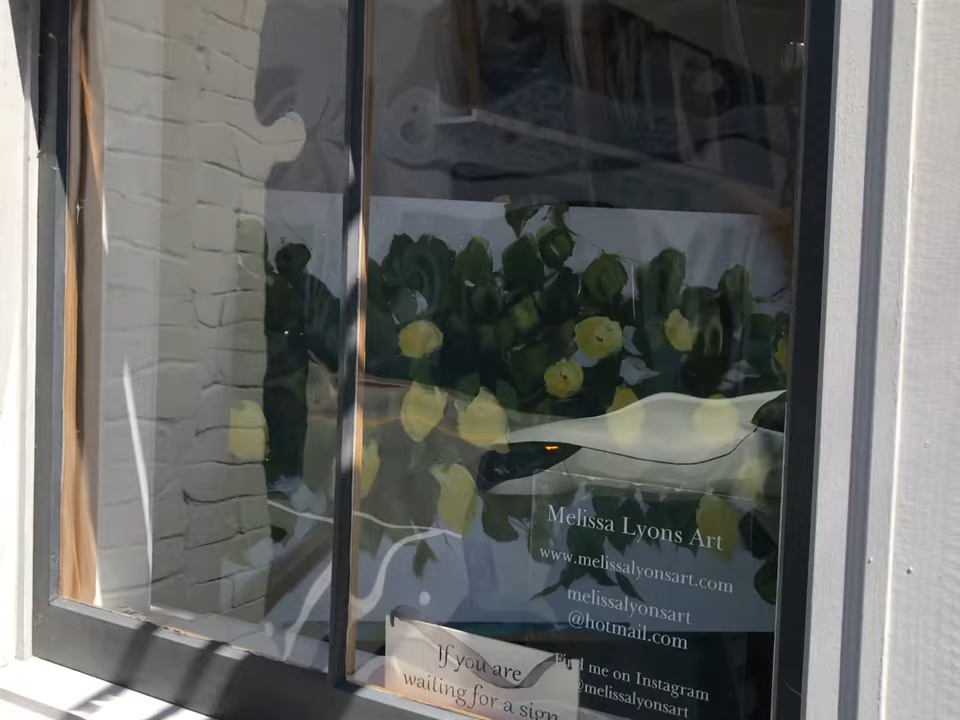 Melissa Lyons Art
www.melissalyonsart.com
melissalyonsart
@hotmail.com
Find me on Instagram
@melissalyonsart
If you are
waiting for a sign